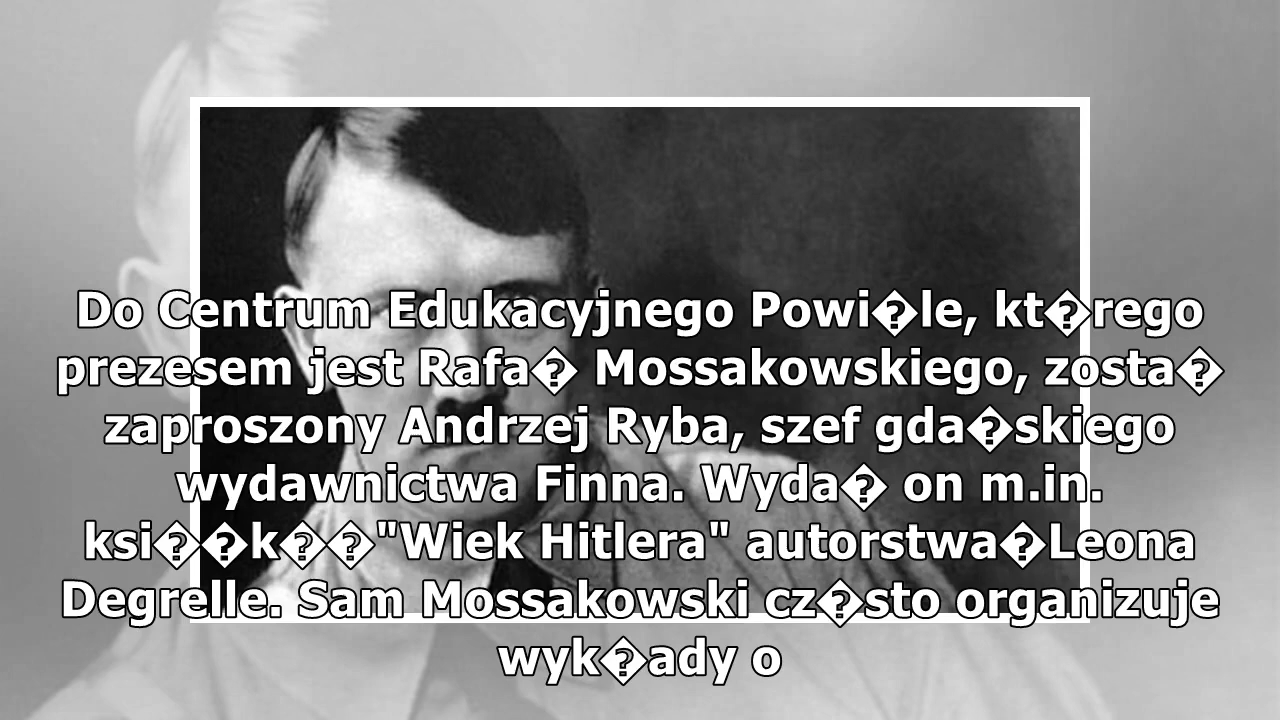 Do Centrum Edukacyjnego Powi�le, kt�rego
prezesem jest Rafa� Mossakowskiego, zosta�
zaproszony Andrzej Ryba, szef gda�skiego
wydawnictwa Finna. Wyda� on m.in.
ksi��k��"Wiek Hitlera" autorstwa�Leona
Degrelle. Sam Mossakowski cz�sto organizuje
wyk�ady o